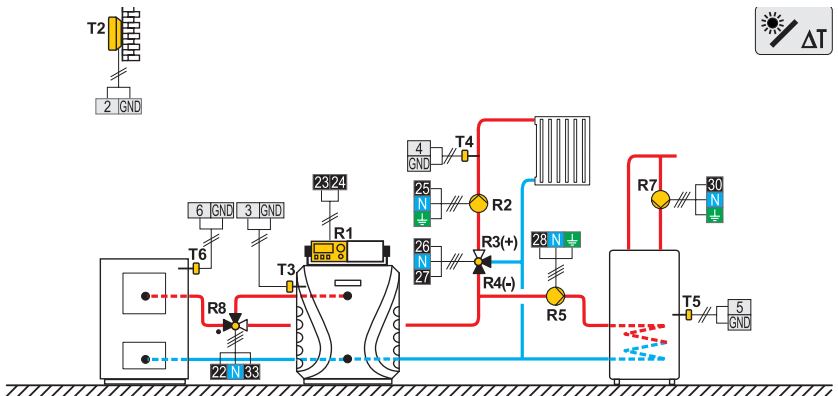 T2
ΔT
2 GND
T4
4
GND
23 24
R7
30
N
25
N
R2
6 GND
3 GND
R1
R3(+)
26
N
27
28 N
T6
T3
R4(-)
R8
R5
T5
5
GND
22 N 33